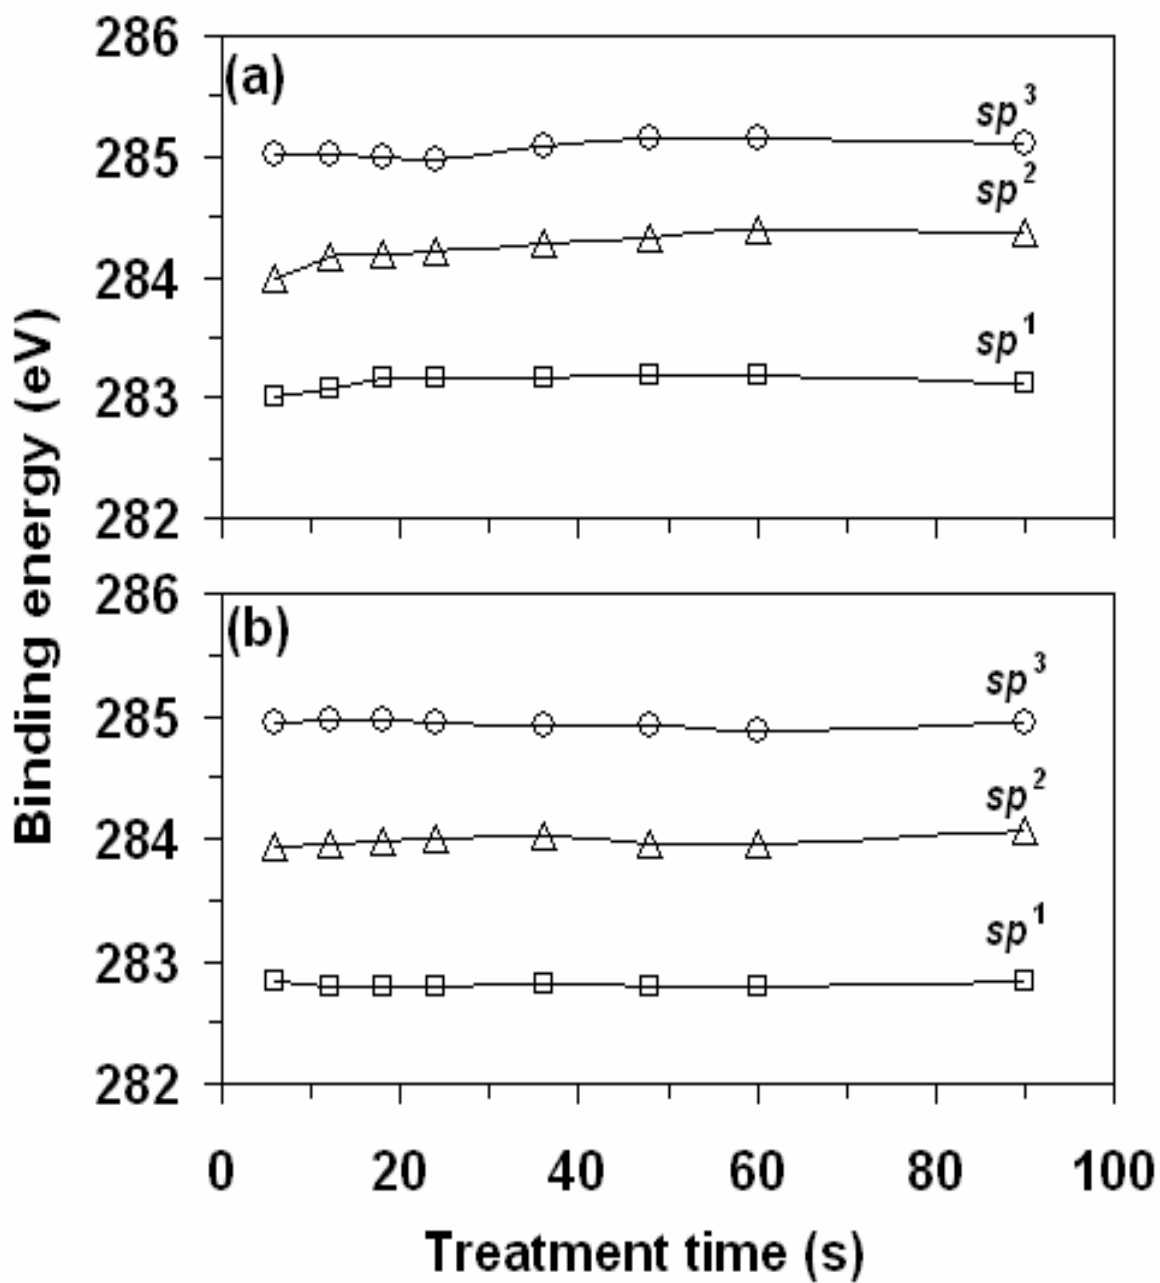 286
(a)
sp3
285
sp2
284
sp1
283
282
Binding energy (eV)
286
(b)
sp3
285
sp2
284
sp1
283
282
0 20 40 60 80 100
Treatment time (s)